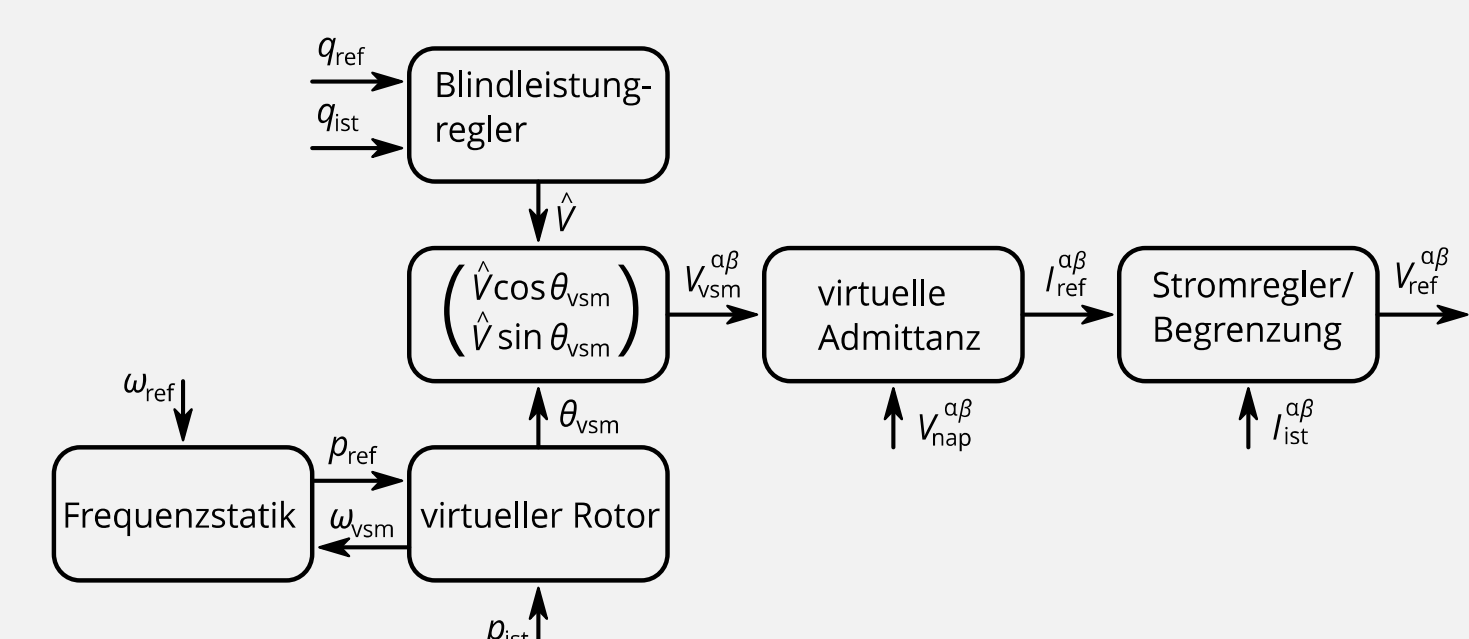 q_ref
q_ist
Blindleistung-
regler
V̂
V̂ cos θ_vsm
V̂ sin θ_vsm
V_vsm^αβ
virtuelle
Admittanz
I_ref^αβ
Stromregler/
Begrenzung
V_ref^αβ
ω_ref
θ_vsm
V_nap^αβ
I_ist^αβ
Frequenzstatik
p_ref
ω_vsm
virtueller Rotor
p_ist